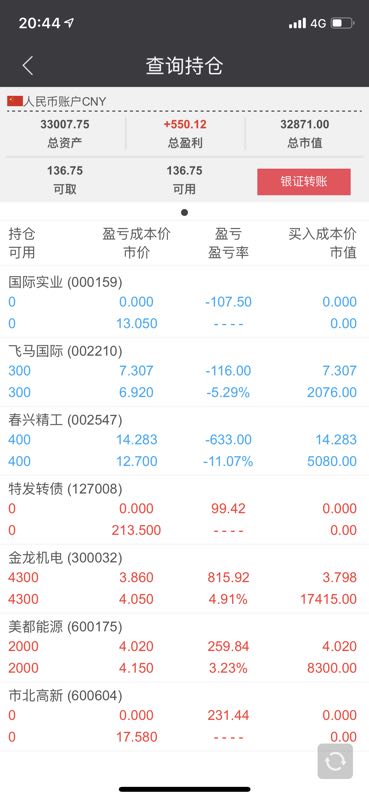 20:44 4G
查询持仓
人民币账户CNY
33007.75 +550.12 32871.00
总资产 总盈利 总市值
136.75 136.75 银证转账
可取 可用
持仓 盈亏成本价 盈亏 买入成本价
可用 市价 盈亏率 市值
国际实业 (000159)
0 0.000 -107.50 0.000
0 13.050 ---- 0.00
飞马国际 (002210)
300 7.307 -116.00 7.307
300 6.920 -5.29% 2076.00
春兴精工 (002547)
400 14.283 -633.00 14.283
400 12.700 -11.07% 5080.00
特发转债 (127008)
0 0.000 99.42 0.000
0 213.500 ---- 0.00
金龙机电 (300032)
4300 3.860 815.92 3.798
4300 4.050 4.91% 17415.00
美都能源 (600175)
2000 4.020 259.84 4.020
2000 4.150 3.23% 8300.00
市北高新 (600604)
0 0.000 231.44 0.000
0 17.580 ---- 0.00